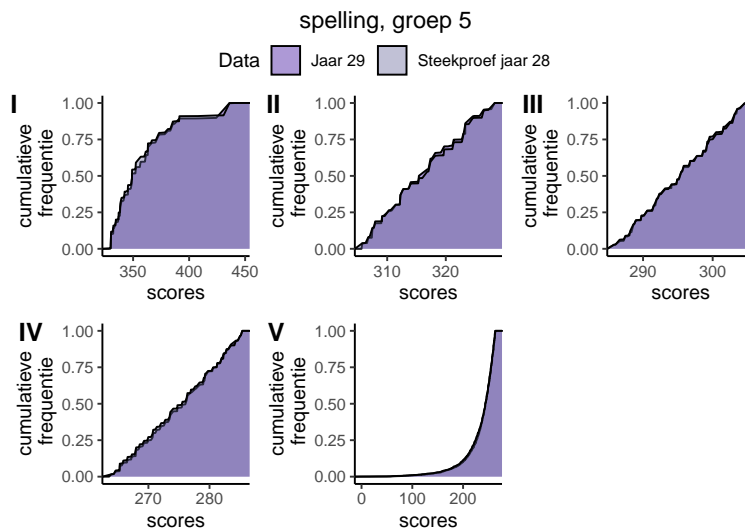 spelling, groep 5
Data Jaar 29 Steekproef jaar 28
I
cumulatieve
frequentie
1.00
0.75
0.50
0.25
0.00
350 400 450
scores
II
cumulatieve
frequentie
1.00
0.75
0.50
0.25
0.00
310 320
scores
III
cumulatieve
frequentie
1.00
0.75
0.50
0.25
0.00
290 300
scores
IV
cumulatieve
frequentie
1.00
0.75
0.50
0.25
0.00
270 280
scores
V
cumulatieve
frequentie
1.00
0.75
0.50
0.25
0.00
0 100 200
scores